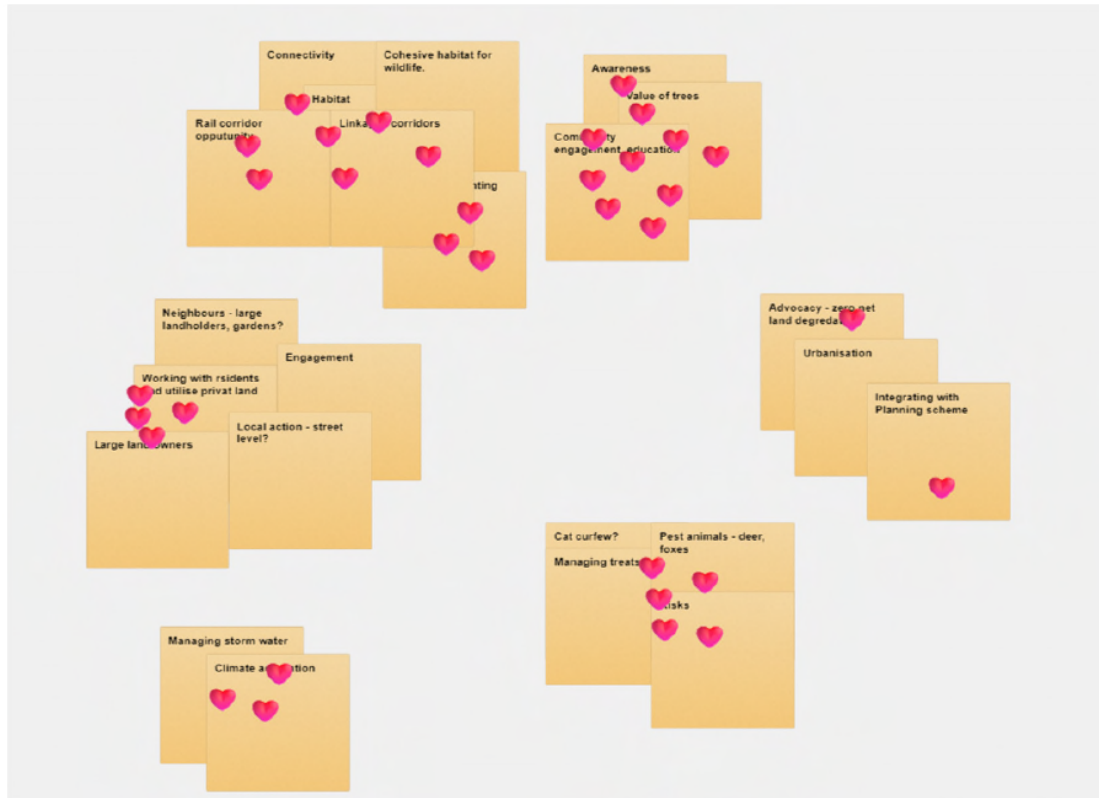 Connectivity
Cohesive habitat for
wildlife.
Habitat
Rail corridor
opputunity
corridors
Awareness
Value of trees
engagement, education
Neighbours - large
landholders, gardens?
Engagement
Working with rsidents
and utilise privat land
Local action - street
level?
Large landowners
Advocacy - zero net
land
Urbanisation
Integrating with
Planning scheme
Cat curfew?
Pest animals - deer,
foxes
Managing treats
Risks
Managing storm water
Climate